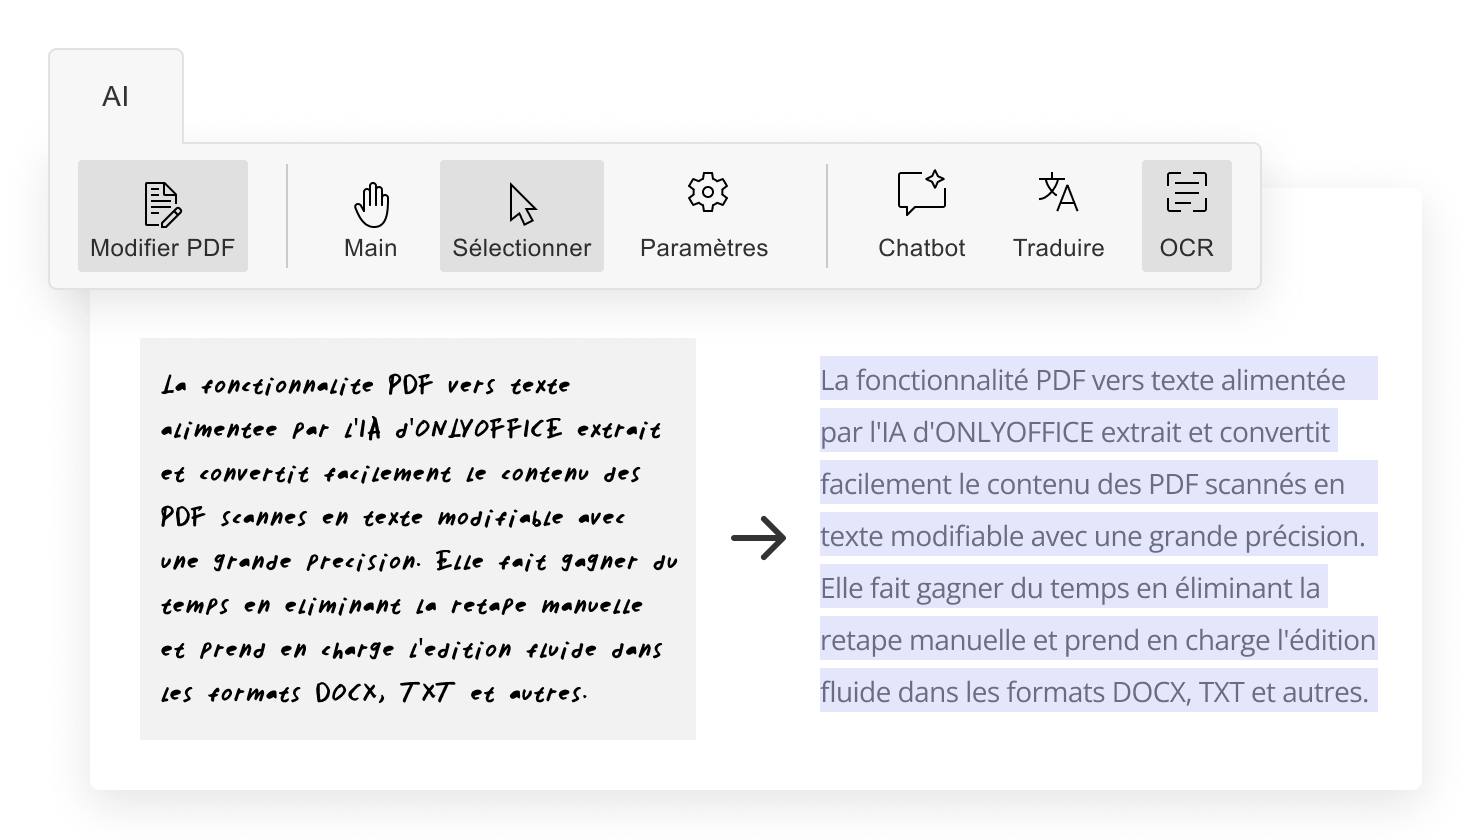 AI
Modifier PDF
Main
Sélectionner
Paramètres
Chatbot
Traduire
OCR
La fonctionnalite PDF vers texte
alimentee par l'IA d'ONLYOFFICE extrait
et convertit facilement le contenu des
PDF scannes en texte modifiable avec
une grande precision. Elle fait gagner du
temps en eliminant la retape manuelle
et prend en charge l'edition fluide dans
les formats DOCX, TXT et autres.
La fonctionnalité PDF vers texte alimentée
par l'IA d'ONLYOFFICE extrait et convertit
facilement le contenu des PDF scannés en
texte modifiable avec une grande précision.
Elle fait gagner du temps en éliminant la
retape manuelle et prend en charge l'édition
fluide dans les formats DOCX, TXT et autres.